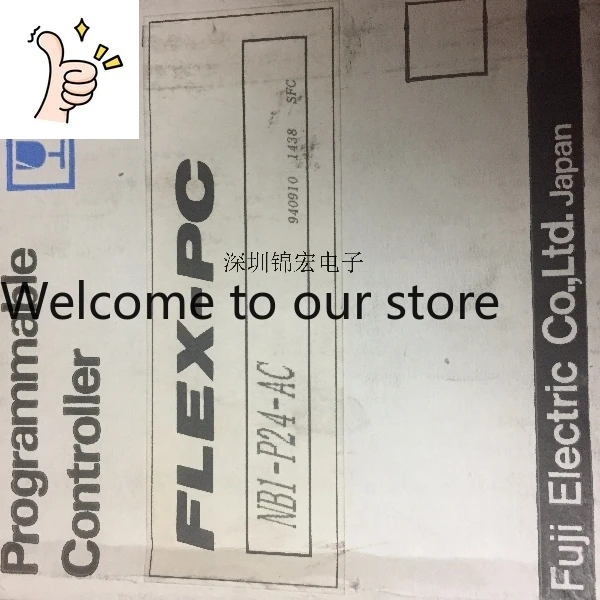 Programmable
Controller
FLEX-PC
NB1-P24-AC
940910 1438 SFC
Fuji Electric Co.,Ltd. Japan
深圳锦宏电子
Welcome to our store